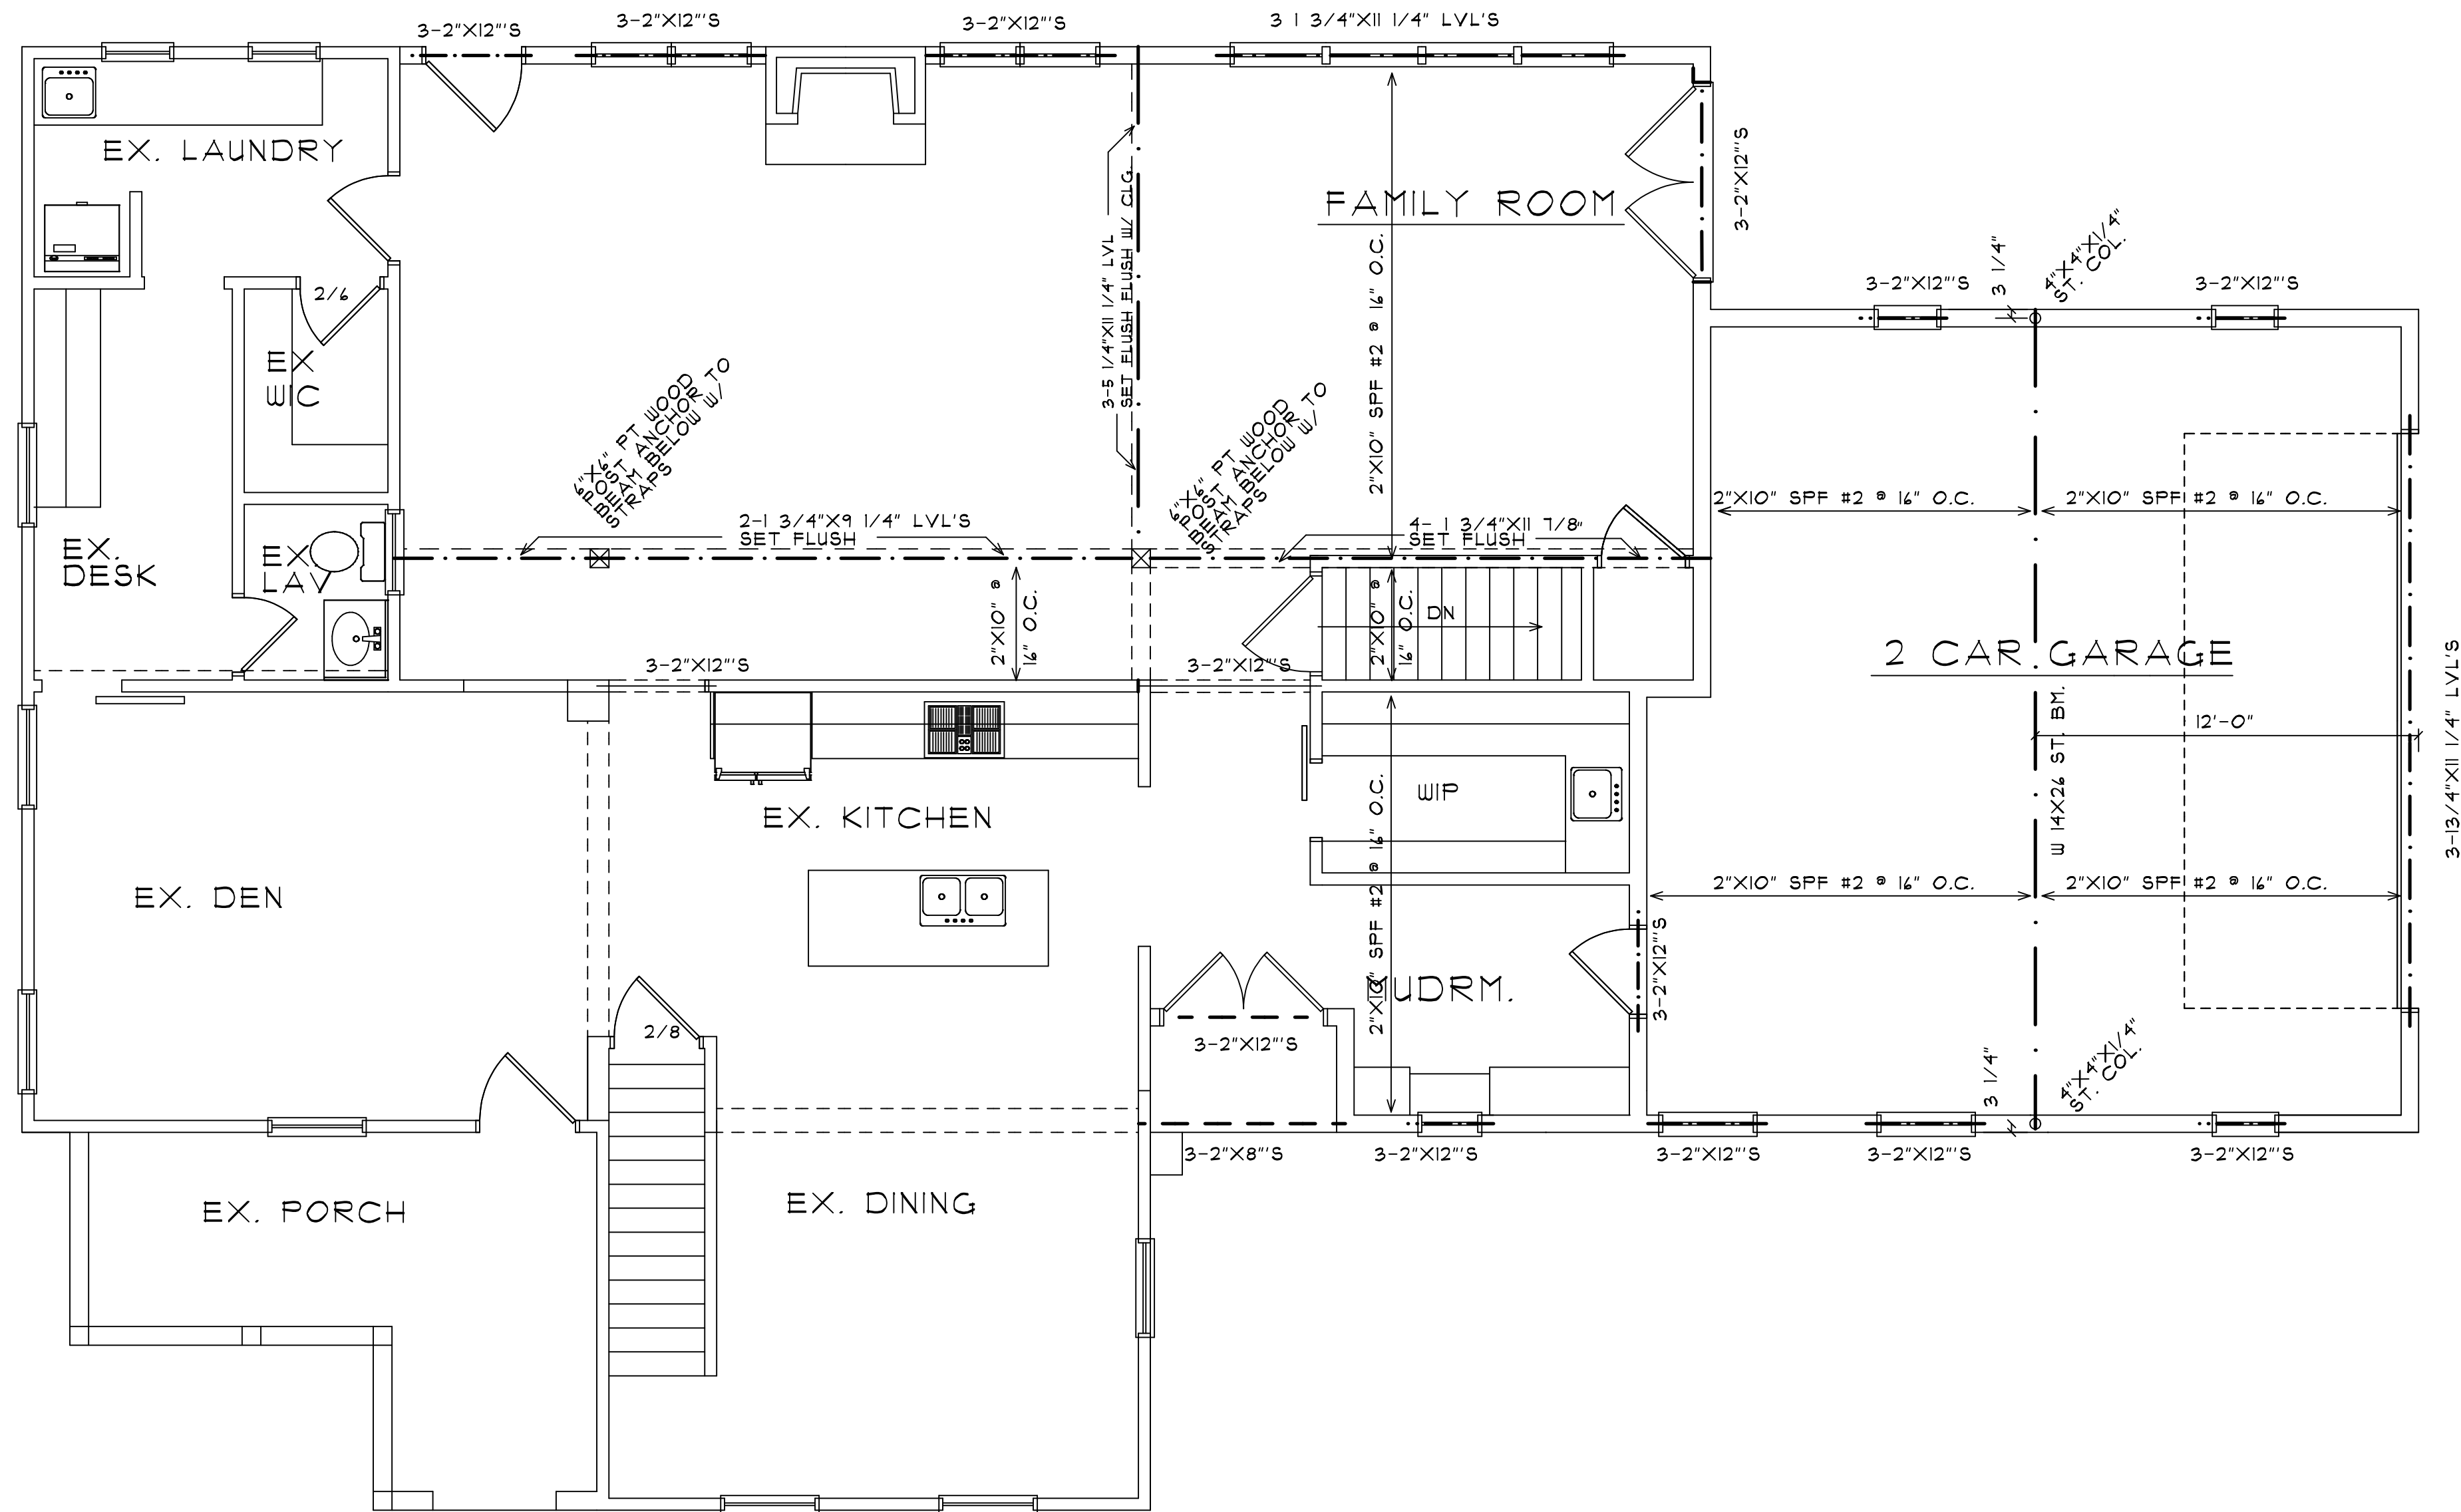 3-2"X12"'S
3-2"X12"'S
3-2"X12"'S
3 1 3/4"X11 1/4" LVL'S
EX. LAUNDRY
3-5 1/4"X11 1/4" LVL
SET FLUSH FLUSH W/ CLG.
FAMILY ROOM
2"X10" SPF #2 @ 16" O.C.
3-2"X12"'S
3-2"X12"'S
3 1/4"
4"X4"X1/4"
ST. COL.
3-2"X12"'S
2/6
EX
WIC
6"X6" PT WOOD
POST ANCHOR TO
BEAM BELOW W/
STRAPS
6"X6" PT WOOD
POST ANCHOR TO
BEAM BELOW W/
STRAPS
2"X10" SPF #2 @ 16" O.C.
2"X10" SPF #2 @ 16" O.C.
2-1 3/4"X9 1/4" LVL'S
SET FLUSH
4- 1 3/4"X11 7/8"
SET FLUSH
EX.
DESK
EX.
LAV
2"X10" @
16" O.C.
2"X10" @
16" O.C.
DN
2 CAR GARAGE
3-2"X12"'S
3-2"X12"'S
W 14X26 ST. BM.
12'-0"
3-13/4"X11 1/4" LVL'S
EX. KITCHEN
WIP
2"X10" SPF #2 @ 16" O.C.
EX. DEN
2"X10" SPF #2 @ 16" O.C.
2"X10" SPF #2 @ 16" O.C.
3-2"X12"'S
MUDRM.
2/8
3-2"X12"'S
3 1/4"
4"X4"X1/4"
ST. COL.
3-2"X8"'S
3-2"X12"'S
3-2"X12"'S
3-2"X12"'S
3-2"X12"'S
EX. PORCH
EX. DINING